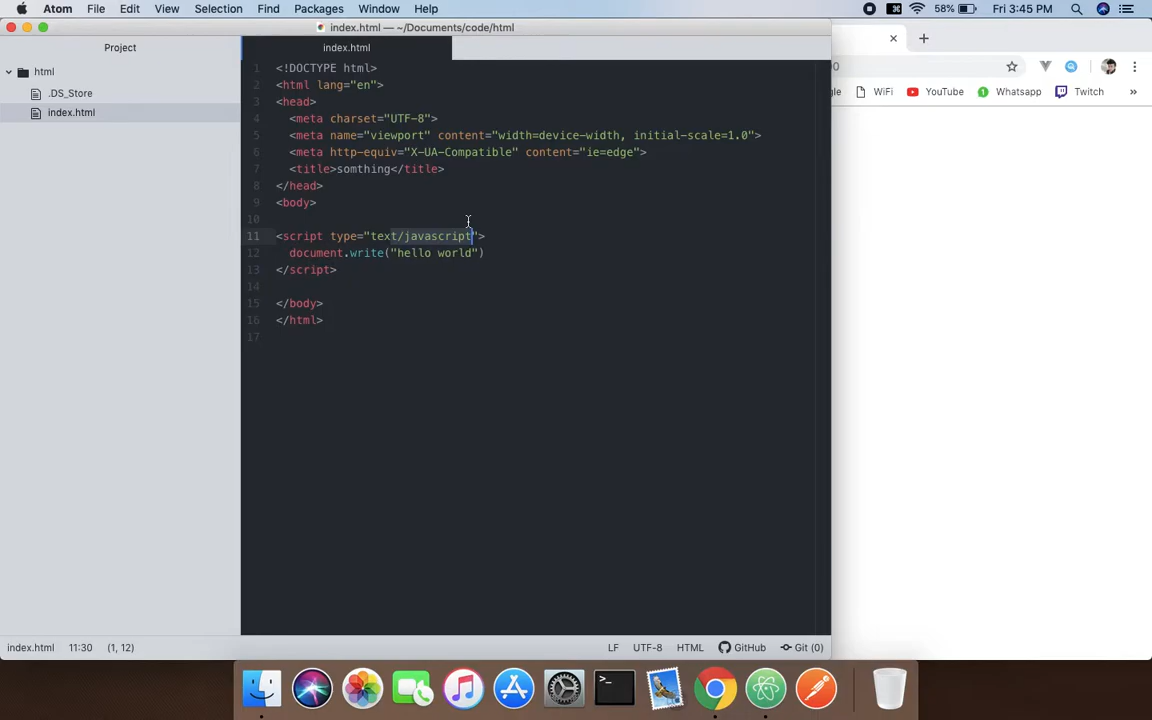 Atom File Edit View Selection Find Packages Window Help 58% Fri 3:45 PM
index.html — ~/Documents/code/html
Project
index.html
html
.DS_Store
index.html
1 <!DOCTYPE html>
2 <html lang="en">
3 <head>
4 <meta charset="UTF-8">
5 <meta name="viewport" content="width=device-width, initial-scale=1.0">
6 <meta http-equiv="X-UA-Compatible" content="ie=edge">
7 <title>somthing</title>
8 </head>
9 <body>
10
11 <script type="text/javascript">
12 document.write("hello world")
13 </script>
14
15 </body>
16 </html>
17
0
gle WiFi YouTube 1 Whatsapp Twitch »
index.html 11:30 (1, 12) LF UTF-8 HTML GitHub Git (0)
>_